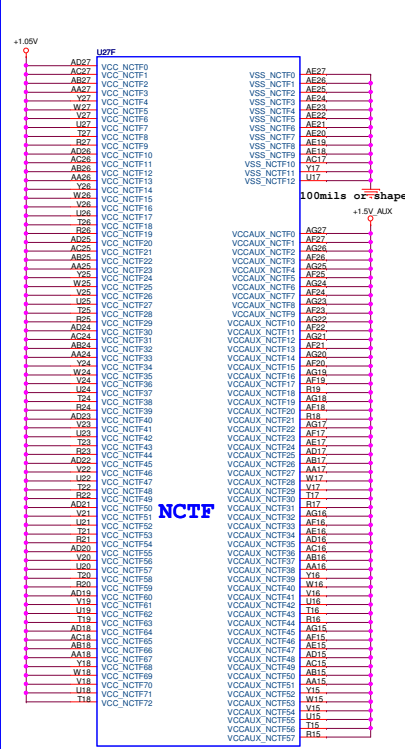 +1.05V
U27F
AD27 VCC_NCTF0
AC27 VCC_NCTF1
AB27 VCC_NCTF2
AA27 VCC_NCTF3
Y27 VCC_NCTF4
W27 VCC_NCTF5
V27 VCC_NCTF6
U27 VCC_NCTF7
T27 VCC_NCTF8
R27 VCC_NCTF9
AD26 VCC_NCTF10
AC26 VCC_NCTF11
AB26 VCC_NCTF12
AA26 VCC_NCTF13
Y26 VCC_NCTF14
W26 VCC_NCTF15
V26 VCC_NCTF16
U26 VCC_NCTF17
T26 VCC_NCTF18
R26 VCC_NCTF19
AD25 VCC_NCTF20
AC25 VCC_NCTF21
AB25 VCC_NCTF22
AA25 VCC_NCTF23
Y25 VCC_NCTF24
W25 VCC_NCTF25
V25 VCC_NCTF26
U25 VCC_NCTF27
T25 VCC_NCTF28
R25 VCC_NCTF29
AD24 VCC_NCTF30
AC24 VCC_NCTF31
AB24 VCC_NCTF32
AA24 VCC_NCTF33
Y24 VCC_NCTF34
W24 VCC_NCTF35
V24 VCC_NCTF36
U24 VCC_NCTF37
T24 VCC_NCTF38
R24 VCC_NCTF39
AD23 VCC_NCTF40
V23 VCC_NCTF41
U23 VCC_NCTF42
T23 VCC_NCTF43
R23 VCC_NCTF44
AD22 VCC_NCTF45
V22 VCC_NCTF46
U22 VCC_NCTF47
T22 VCC_NCTF48
R22 VCC_NCTF49
AD21 VCC_NCTF50
V21 VCC_NCTF51
U21 VCC_NCTF52
T21 VCC_NCTF53
R21 VCC_NCTF54
AD20 VCC_NCTF55
V20 VCC_NCTF56
U20 VCC_NCTF57
T20 VCC_NCTF58
R20 VCC_NCTF59
AD19 VCC_NCTF60
V19 VCC_NCTF61
U19 VCC_NCTF62
T19 VCC_NCTF63
AD18 VCC_NCTF64
AC18 VCC_NCTF65
AB18 VCC_NCTF66
AA18 VCC_NCTF67
Y18 VCC_NCTF68
W18 VCC_NCTF69
V18 VCC_NCTF70
U18 VCC_NCTF71
T18 VCC_NCTF72
NCTF
VSS_NCTF0 AE27
VSS_NCTF1 AE26
VSS_NCTF2 AE25
VSS_NCTF3 AE24
VSS_NCTF4 AE23
VSS_NCTF5 AE22
VSS_NCTF6 AE21
VSS_NCTF7 AE20
VSS_NCTF8 AE19
VSS_NCTF9 AE18
VSS_NCTF10 AC17
VSS_NCTF11 Y17
VSS_NCTF12 U17
100mils or shape
+1.5V_AUX
VCCAUX_NCTF0 AG27
VCCAUX_NCTF1 AF27
VCCAUX_NCTF2 AG26
VCCAUX_NCTF3 AF26
VCCAUX_NCTF4 AG25
VCCAUX_NCTF5 AF25
VCCAUX_NCTF6 AG24
VCCAUX_NCTF7 AF24
VCCAUX_NCTF8 AG23
VCCAUX_NCTF9 AF23
VCCAUX_NCTF10 AG22
VCCAUX_NCTF11 AF22
VCCAUX_NCTF12 AG21
VCCAUX_NCTF13 AF21
VCCAUX_NCTF14 AG20
VCCAUX_NCTF15 AF20
VCCAUX_NCTF16 AG19
VCCAUX_NCTF17 AF19
VCCAUX_NCTF18 R19
VCCAUX_NCTF19 AG18
VCCAUX_NCTF20 AF18
VCCAUX_NCTF21 R18
VCCAUX_NCTF22 AG17
VCCAUX_NCTF23 AF17
VCCAUX_NCTF24 AE17
VCCAUX_NCTF25 AD17
VCCAUX_NCTF26 AB17
VCCAUX_NCTF27 AA17
VCCAUX_NCTF28 W17
VCCAUX_NCTF29 V17
VCCAUX_NCTF30 T17
VCCAUX_NCTF31 R17
VCCAUX_NCTF32 AG16
VCCAUX_NCTF33 AF16
VCCAUX_NCTF34 AE16
VCCAUX_NCTF35 AD16
VCCAUX_NCTF36 AC16
VCCAUX_NCTF37 AB16
VCCAUX_NCTF38 AA16
VCCAUX_NCTF39 Y16
VCCAUX_NCTF40 W16
VCCAUX_NCTF41 V16
VCCAUX_NCTF42 U16
VCCAUX_NCTF43 T16
VCCAUX_NCTF44 R16
VCCAUX_NCTF45 AG15
VCCAUX_NCTF46 AF15
VCCAUX_NCTF47 AE15
VCCAUX_NCTF48 AD15
VCCAUX_NCTF49 AC15
VCCAUX_NCTF50 AB15
VCCAUX_NCTF51 AA15
VCCAUX_NCTF52 Y15
VCCAUX_NCTF53 W15
VCCAUX_NCTF54 V15
VCCAUX_NCTF55 U15
VCCAUX_NCTF56 T15
VCCAUX_NCTF57 R15